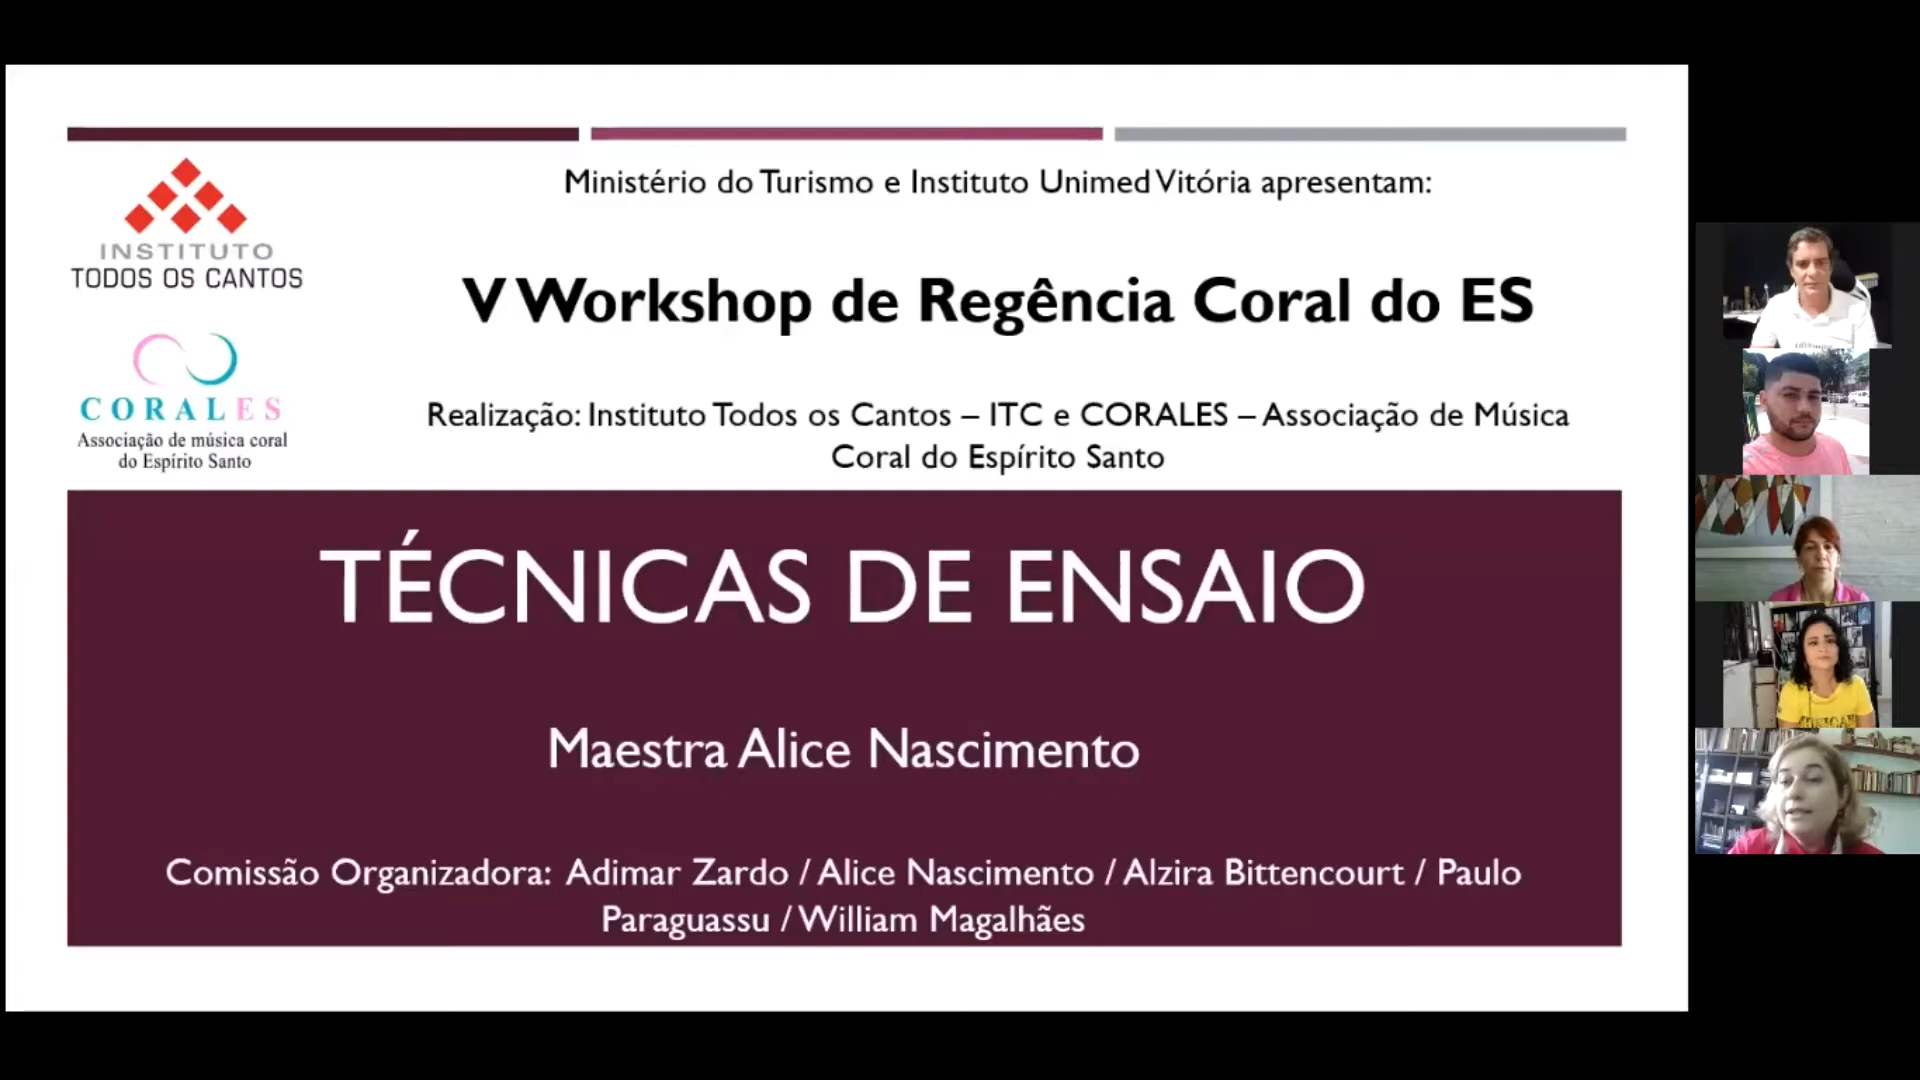 Ministério do Turismo e Instituto Unimed Vitória apresentam:
INSTITUTO
TODOS OS CANTOS
V Workshop de Regência Coral do ES
CORALES
Associação de música coral
do Espírito Santo
Realização: Instituto Todos os Cantos – ITC e CORALES – Associação de Música
Coral do Espírito Santo
TÉCNICAS DE ENSAIO
Maestra Alice Nascimento
Comissão Organizadora: Adimar Zardo / Alice Nascimento / Alzira Bittencourt / Paulo
Paraguassu / William Magalhães